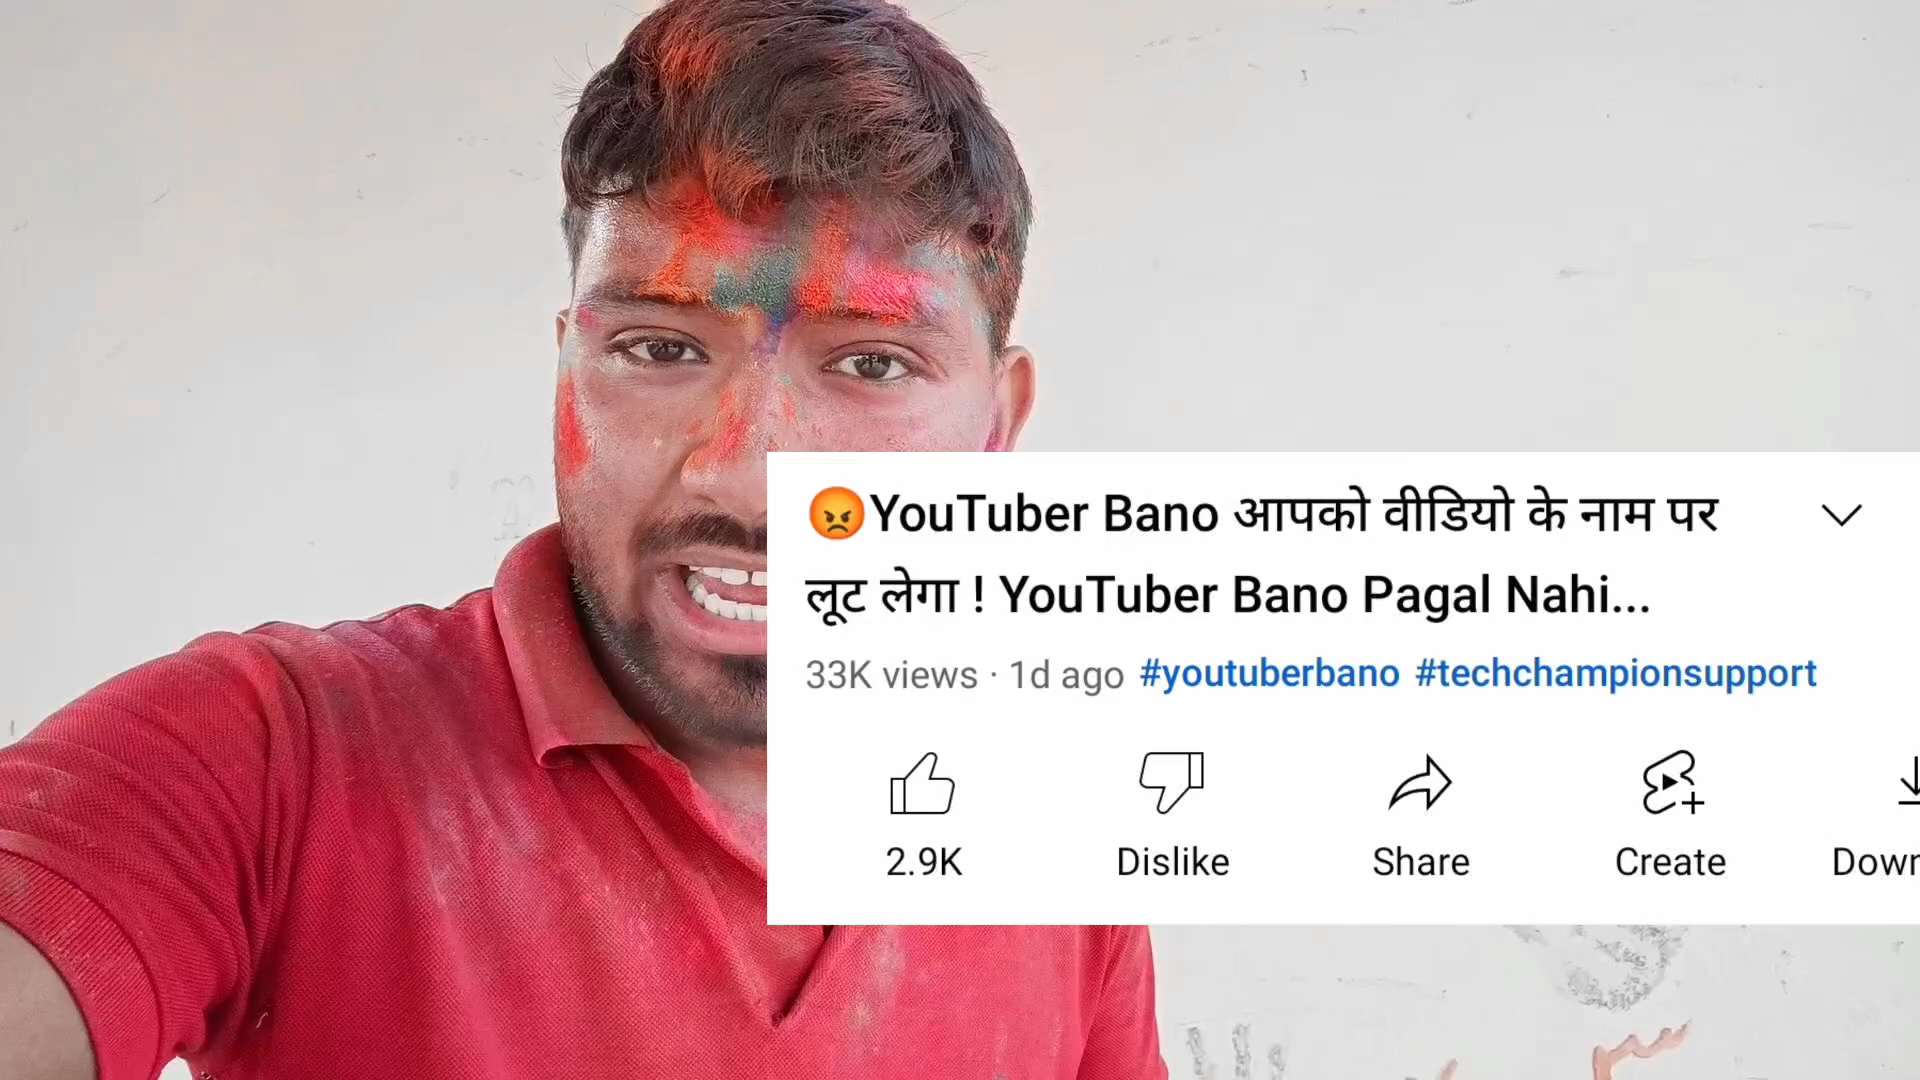 😡YouTuber Bano आपको वीडियो के नाम पर
लूट लेगा ! YouTuber Bano Pagal Nahi...
33K views · 1d ago #youtuberbano #techchampionsupport
2.9K Dislike Share Create Down